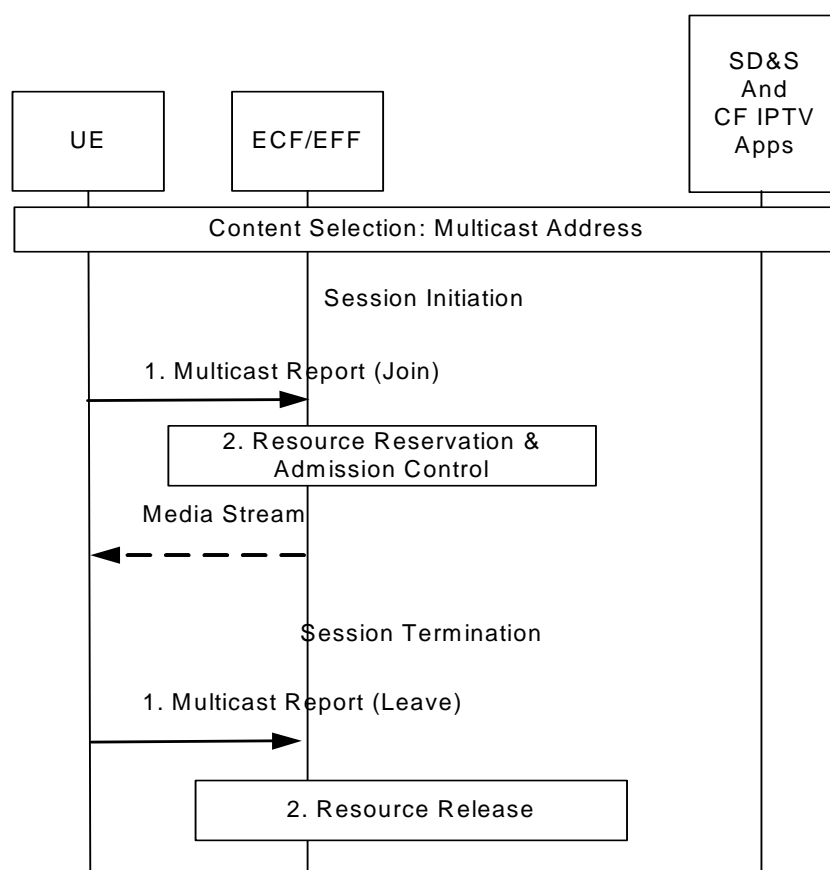 SD&S
And
CF IPTV
Apps
UE
ECF/EFF
Content Selection: Multicast Address
Session Initiation
1. Multicast Report (Join)
2. Resource Reservation &
Admission Control
Media Stream
Session Termination
1. Multicast Report (Leave)
2. Resource Release